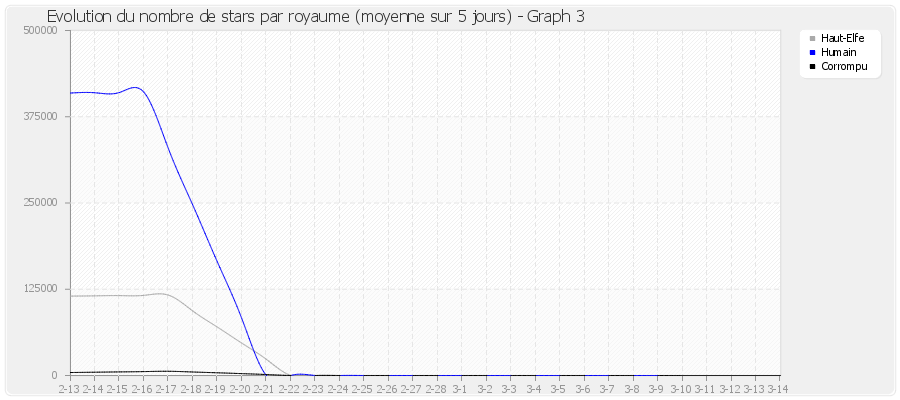 Evolution du nombre de stars par royaume (moyenne sur 5 jours) - Graph 3
500000
375000
250000
125000
0
Haut-Elfe
Humain
Corrompu
2-13 2-14 2-15 2-16 2-17 2-18 2-19 2-20 2-21 2-22 2-23 2-24 2-25 2-26 2-27 2-28 3-1 3-2 3-3 3-4 3-5 3-6 3-7 3-8 3-9 3-10 3-11 3-12 3-13 3-14